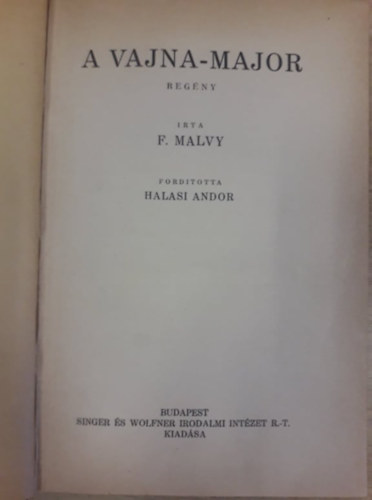 A VAJNA-MAJOR
REGÉNY
IRTA
F. MALVY
FORDITOTTA
HALASI ANDOR
BUDAPEST
SINGER ÉS WOLFNER IRODALMI INTÉZET R.-T.
KIADÁSA